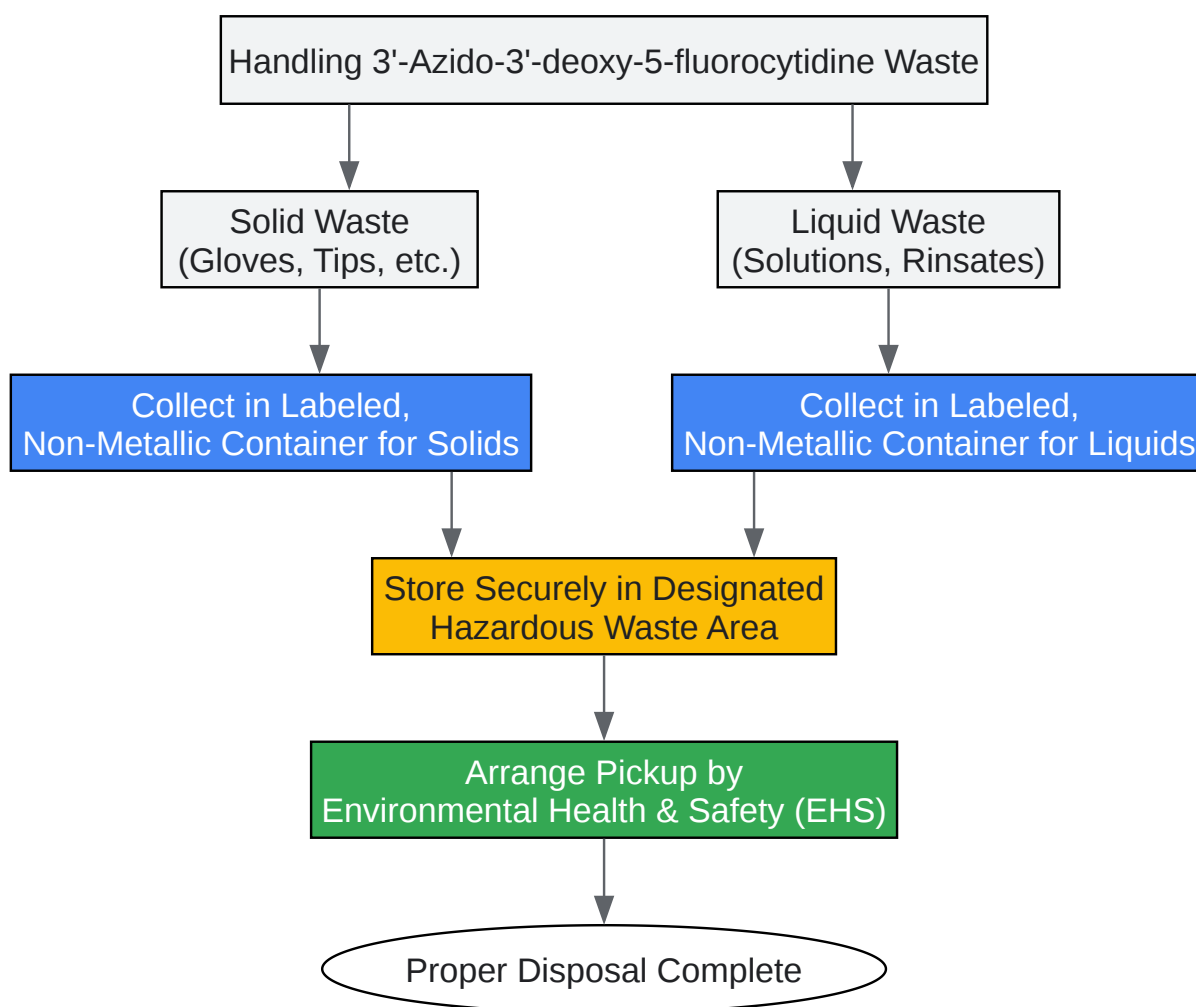 Handling 3'-Azido-3'-deoxy-5-fluorocytidine Waste
Solid Waste
(Gloves, Tips, etc.)
Liquid Waste
(Solutions, Rinsates)
Collect in Labeled,
Non-Metallic Container for Solids
Collect in Labeled,
Non-Metallic Container for Liquids
Store Securely in Designated
Hazardous Waste Area
Arrange Pickup by
Environmental Health & Safety (EHS)
Proper Disposal Complete